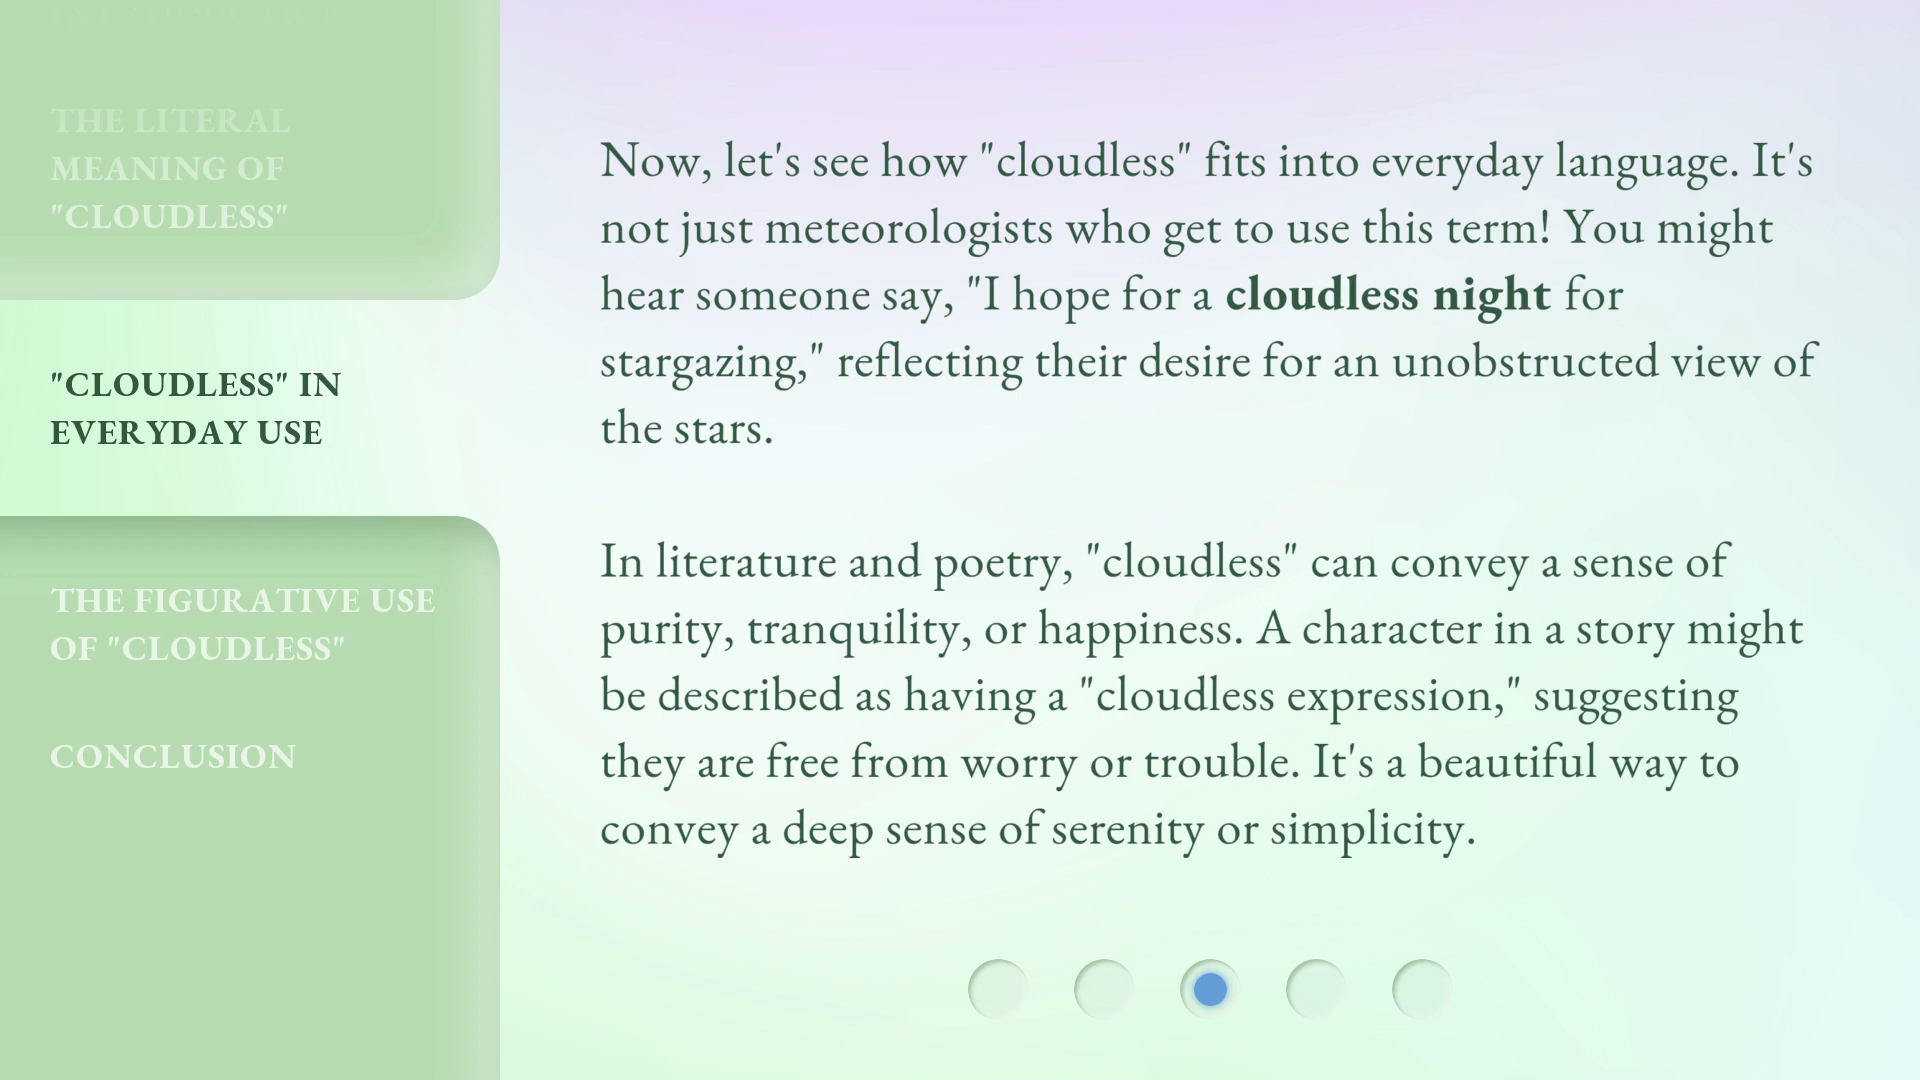 THE LITERAL
MEANING OF
"CLOUDLESS"
"CLOUDLESS" IN
EVERYDAY USE
THE FIGURATIVE USE
OF "CLOUDLESS"
CONCLUSION
Now, let's see how "cloudless" fits into everyday language. It's
not just meteorologists who get to use this term! You might
hear someone say, "I hope for a cloudless night for
stargazing," reflecting their desire for an unobstructed view of
the stars.
In literature and poetry, "cloudless" can convey a sense of
purity, tranquility, or happiness. A character in a story might
be described as having a "cloudless expression," suggesting
they are free from worry or trouble. It's a beautiful way to
convey a deep sense of serenity or simplicity.